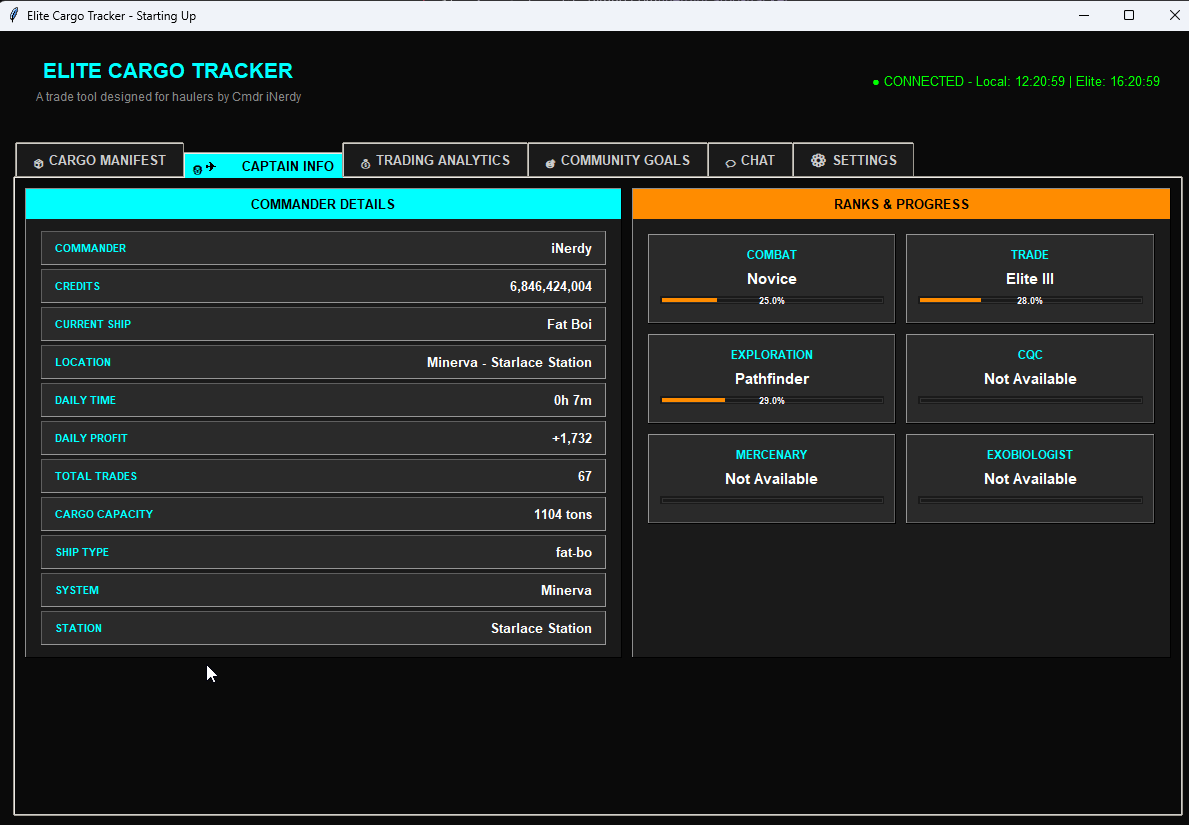 Elite Cargo Tracker - Starting Up
ELITE CARGO TRACKER
A trade tool designed for haulers by Cmdr iNerdy
● CONNECTED - Local: 12:20:59 | Elite: 16:20:59
CARGO MANIFEST
CAPTAIN INFO
TRADING ANALYTICS
COMMUNITY GOALS
CHAT
SETTINGS
COMMANDER DETAILS
COMMANDER iNerdy
CREDITS 6,846,424,004
CURRENT SHIP Fat Boi
LOCATION Minerva - Starlace Station
DAILY TIME 0h 7m
DAILY PROFIT +1,732
TOTAL TRADES 67
CARGO CAPACITY 1104 tons
SHIP TYPE fat-bo
SYSTEM Minerva
STATION Starlace Station
RANKS & PROGRESS
COMBAT
Novice
25.0%
TRADE
Elite III
28.0%
EXPLORATION
Pathfinder
29.0%
CQC
Not Available
MERCENARY
Not Available
EXOBIOLOGIST
Not Available